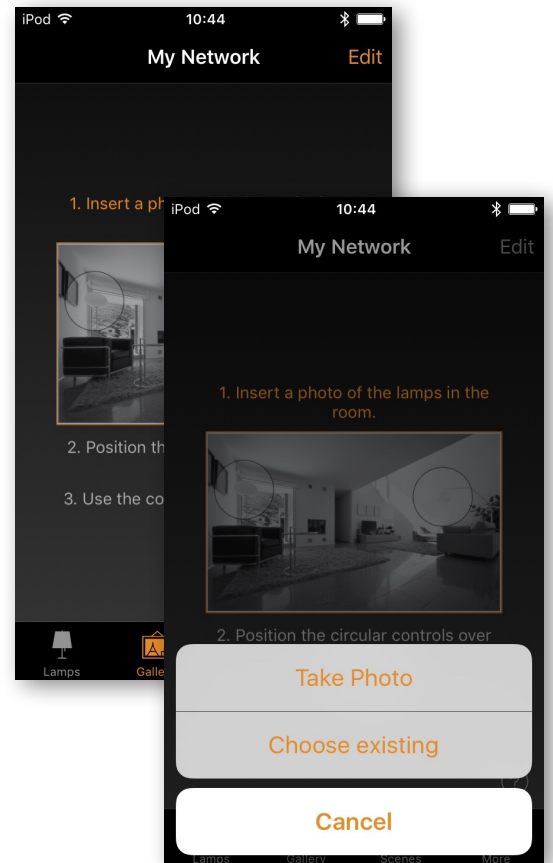 iPod 10:44
My Network Edit
1. Insert a ph
2. Position th
3. Use the co
Lamps Galle
iPod 10:44
My Network Edit
1. Insert a photo of the lamps in the
room.
2. Position the circular controls over
Take Photo
Choose existing
?
Cancel
Lamps Gallery Scenes More